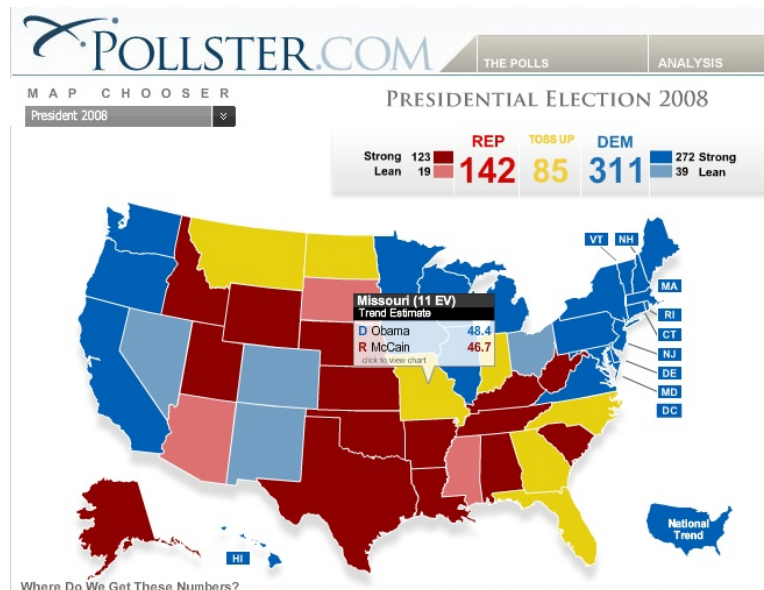 POLLSTER.COM
THE POLLS
ANALYSIS
MAP CHOOSER
President 2008
PRESIDENTIAL ELECTION 2008
REP TOSS UP DEM
Strong 123 142 85 311 272 Strong
Lean 19 39 Lean
VT NH
MA
RI
CT
NJ
DE
MD
DC
Missouri (11 EV)
Trend Estimate
D Obama 48.4
R McCain 46.7
click to view chart
HI
National
Trend
Where Do We Get These Numbers?